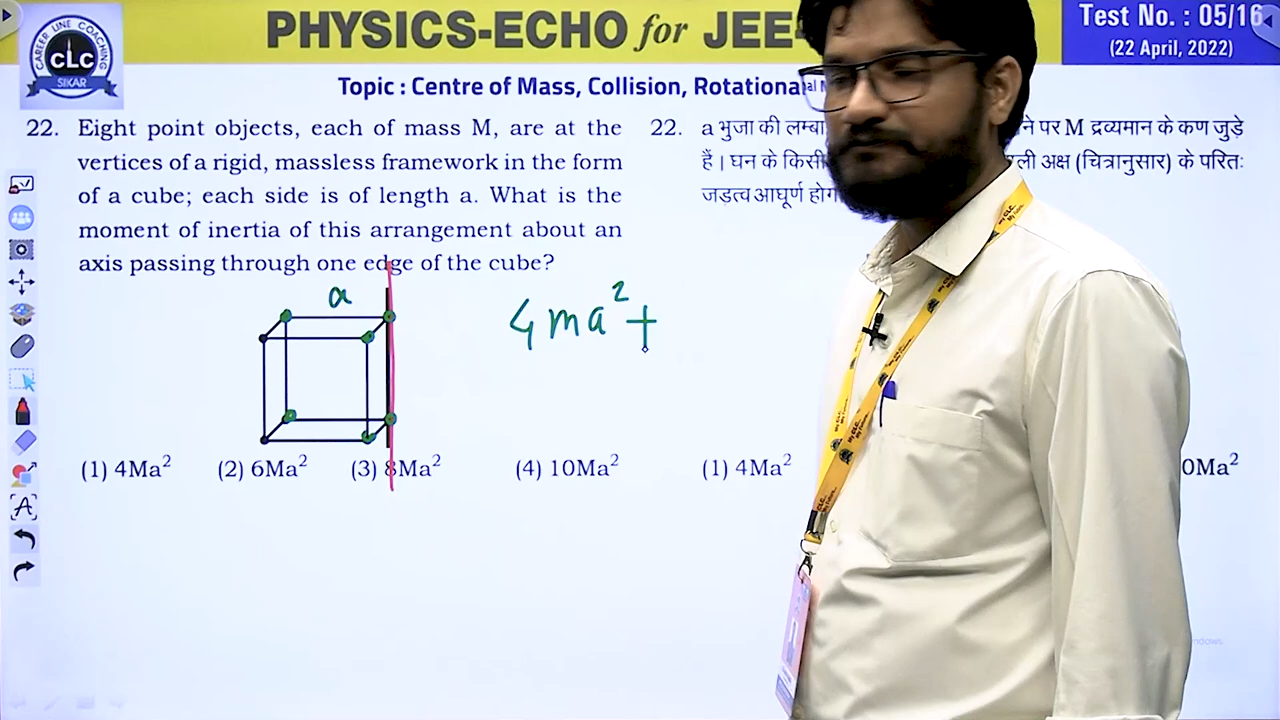 PHYSICS-ECHO for JEE-
Test No. : 05/16
(22 April, 2022)
CAREER LINE COACHING
CLC
SIKAR
Topic : Centre of Mass, Collision, Rotational
22. Eight point objects, each of mass M, are at the
vertices of a rigid, massless framework in the form
of a cube; each side is of length a. What is the
moment of inertia of this arrangement about an
axis passing through one edge of the cube?
a
4ma² +
(1) 4Ma² (2) 6Ma² (3) 8Ma² (4) 10Ma²
22. a भुजा की पर M द्रव्यमान के कण जुड़े
हैं। घन के किसी अक्ष (चित्रानुसार) के परितः
जड़त्व आघूर्ण
(1) 4Ma² 0Ma²